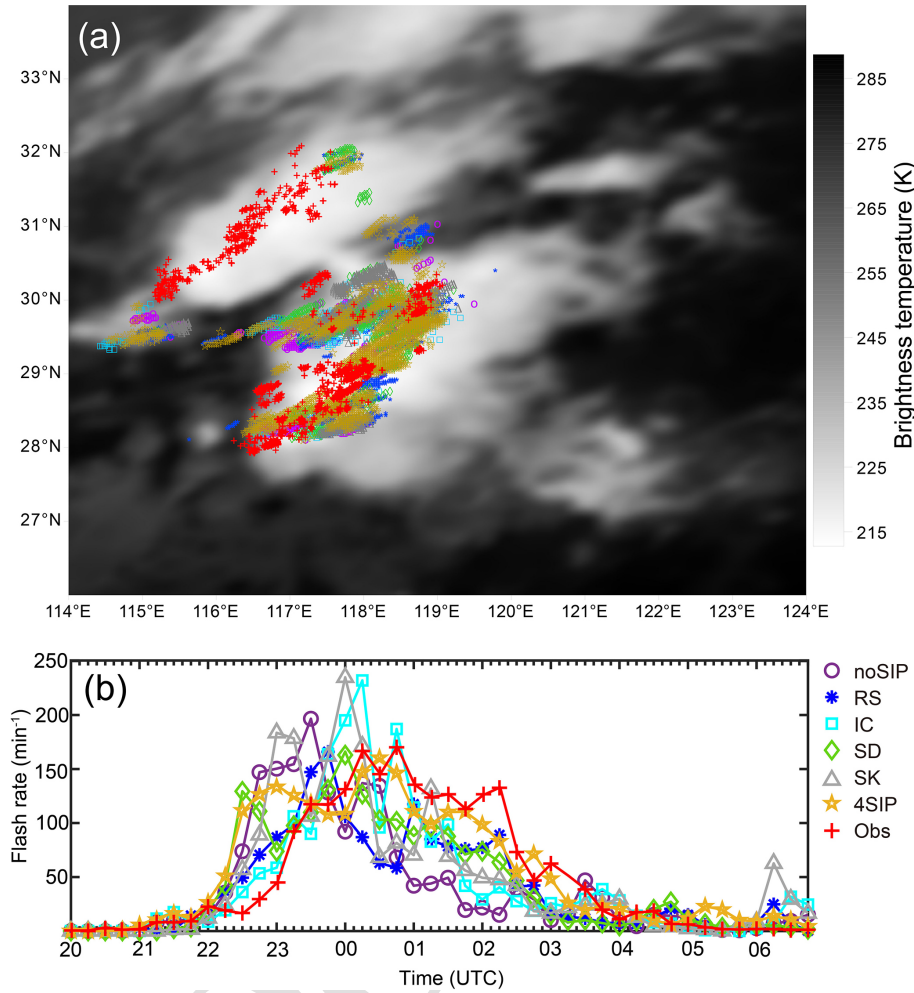 (a)
33°N
32°N
31°N
30°N
29°N
28°N
27°N
114°E 115°E 116°E 117°E 118°E 119°E 120°E 121°E 122°E 123°E 124°E
285
275
265
255
245
235
225
215
Brightness temperature (K)
(b)
250
200
150
100
50
Flash rate (min⁻¹)
20 21 22 23 00 01 02 03 04 05 06
Time (UTC)
noSIP
RS
IC
SD
SK
4SIP
Obs